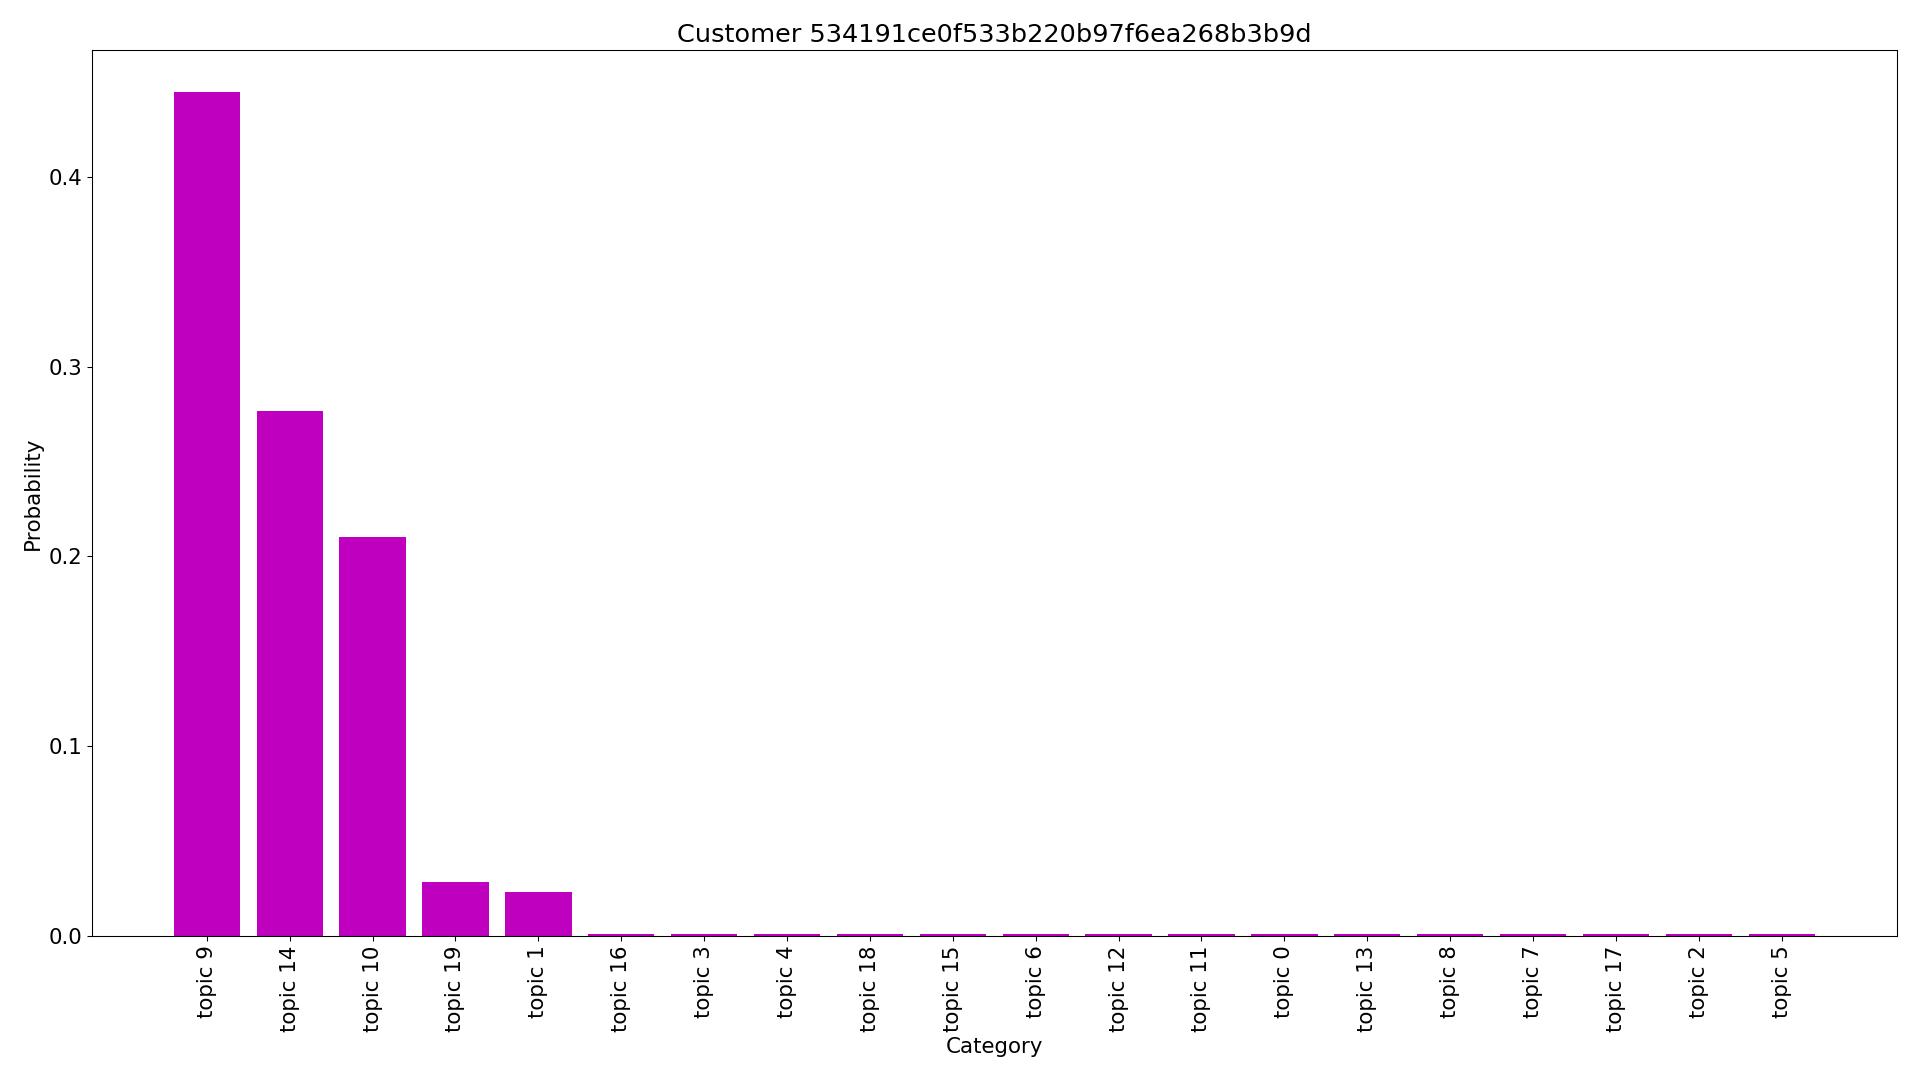 Customer 534191ce0f533b220b97f6ea268b3b9d
Probability
0.4
0.3
0.2
0.1
0.0
topic 9
topic 14
topic 10
topic 19
topic 1
topic 16
topic 3
topic 4
topic 18
topic 15
topic 6
topic 12
topic 11
topic 0
topic 13
topic 8
topic 7
topic 17
topic 2
topic 5
Category